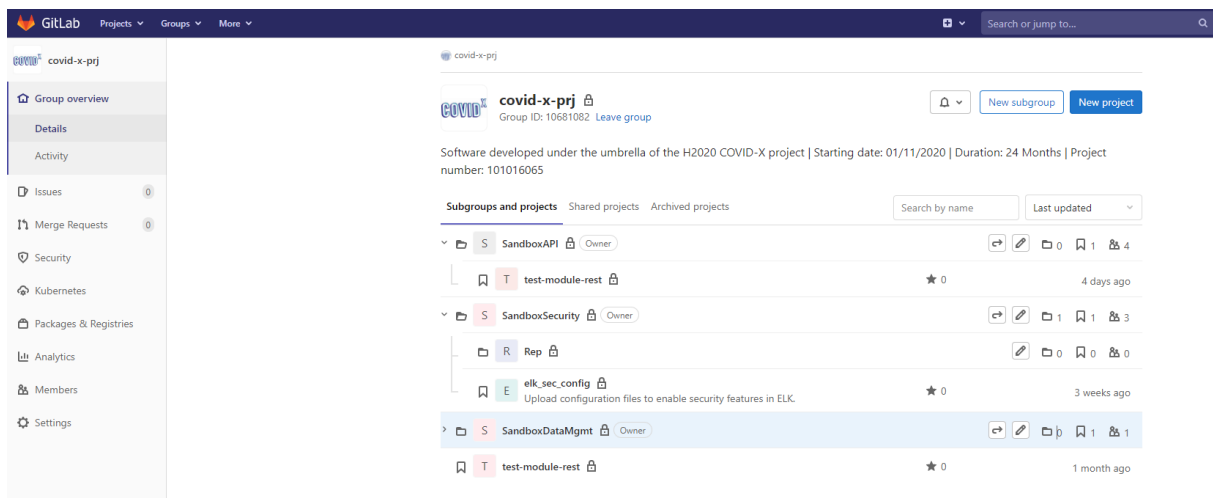 GitLab Projects Groups More Search or jump to...
COVID X covid-x-prj
Group overview
Details
Activity
Issues 0
Merge Requests 0
Security
Kubernetes
Packages & Registries
Analytics
Members
Settings
covid-x-prj
COVID X
covid-x-prj
Group ID: 10681082 Leave group
New subgroup New project
Software developed under the umbrella of the H2020 COVID-X project | Starting date: 01/11/2020 | Duration: 24 Months | Project
number: 101016065
Subgroups and projects Shared projects Archived projects Search by name Last updated
S SandboxAPI Owner 0 1 4
T test-module-rest 0 4 days ago
S SandboxSecurity Owner 1 1 3
R Rep 0 0 0
E elk_sec_config 0 3 weeks ago
Upload configuration files to enable security features in ELK.
S SandboxDataMgmt Owner 0 1 1
T test-module-rest 0 1 month ago